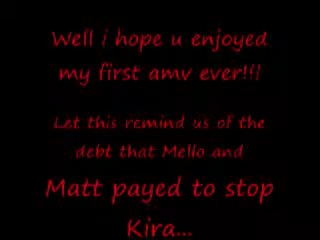 Well i hope u enjoyed
my first amv ever!!!
Let this remind us of the
debt that Mello and
Matt payed to stop
Kira...